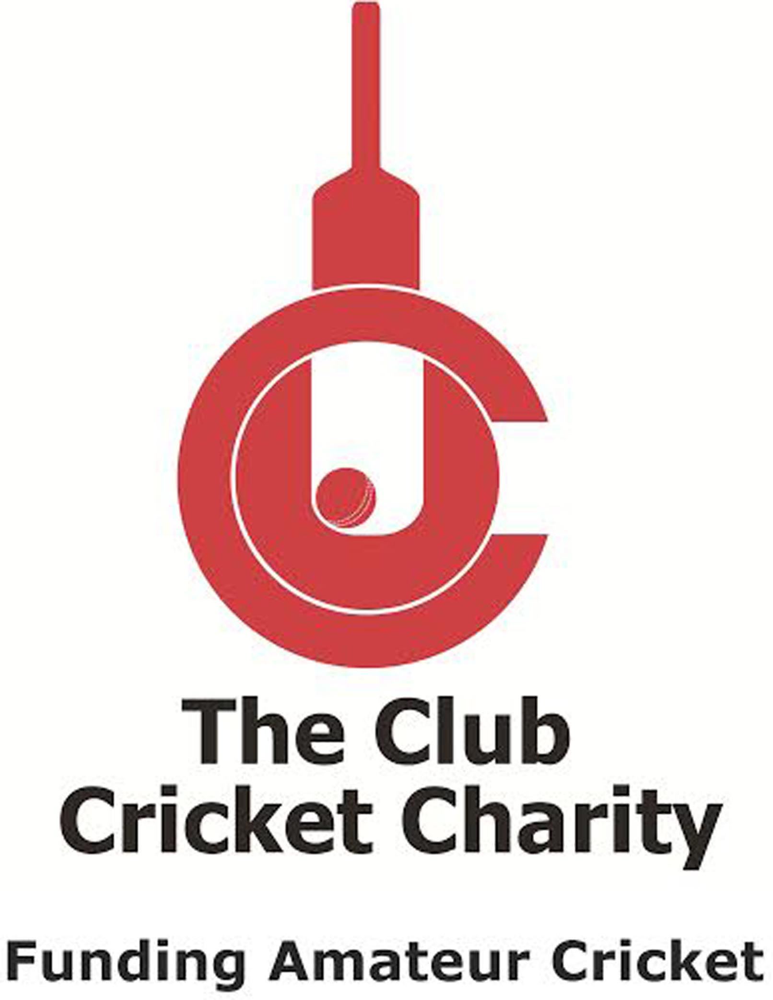 The Club
Cricket Charity
Funding Amateur Cricket